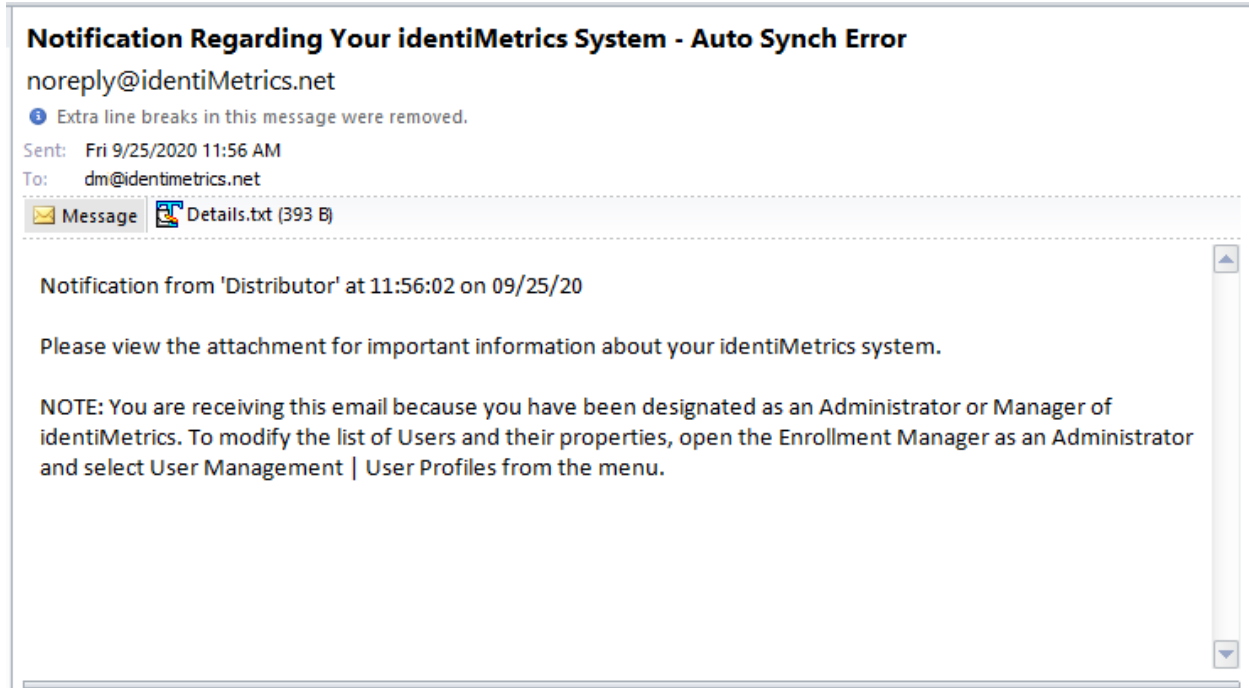 Notification Regarding Your identiMetrics System - Auto Synch Error
noreply@identiMetrics.net
Extra line breaks in this message were removed.
Sent: Fri 9/25/2020 11:56 AM
To: dm@identimetrics.net
Message Details.txt (393 B)
Notification from 'Distributor' at 11:56:02 on 09/25/20
Please view the attachment for important information about your identiMetrics system.
NOTE: You are receiving this email because you have been designated as an Administrator or Manager of
identiMetrics. To modify the list of Users and their properties, open the Enrollment Manager as an Administrator
and select User Management | User Profiles from the menu.